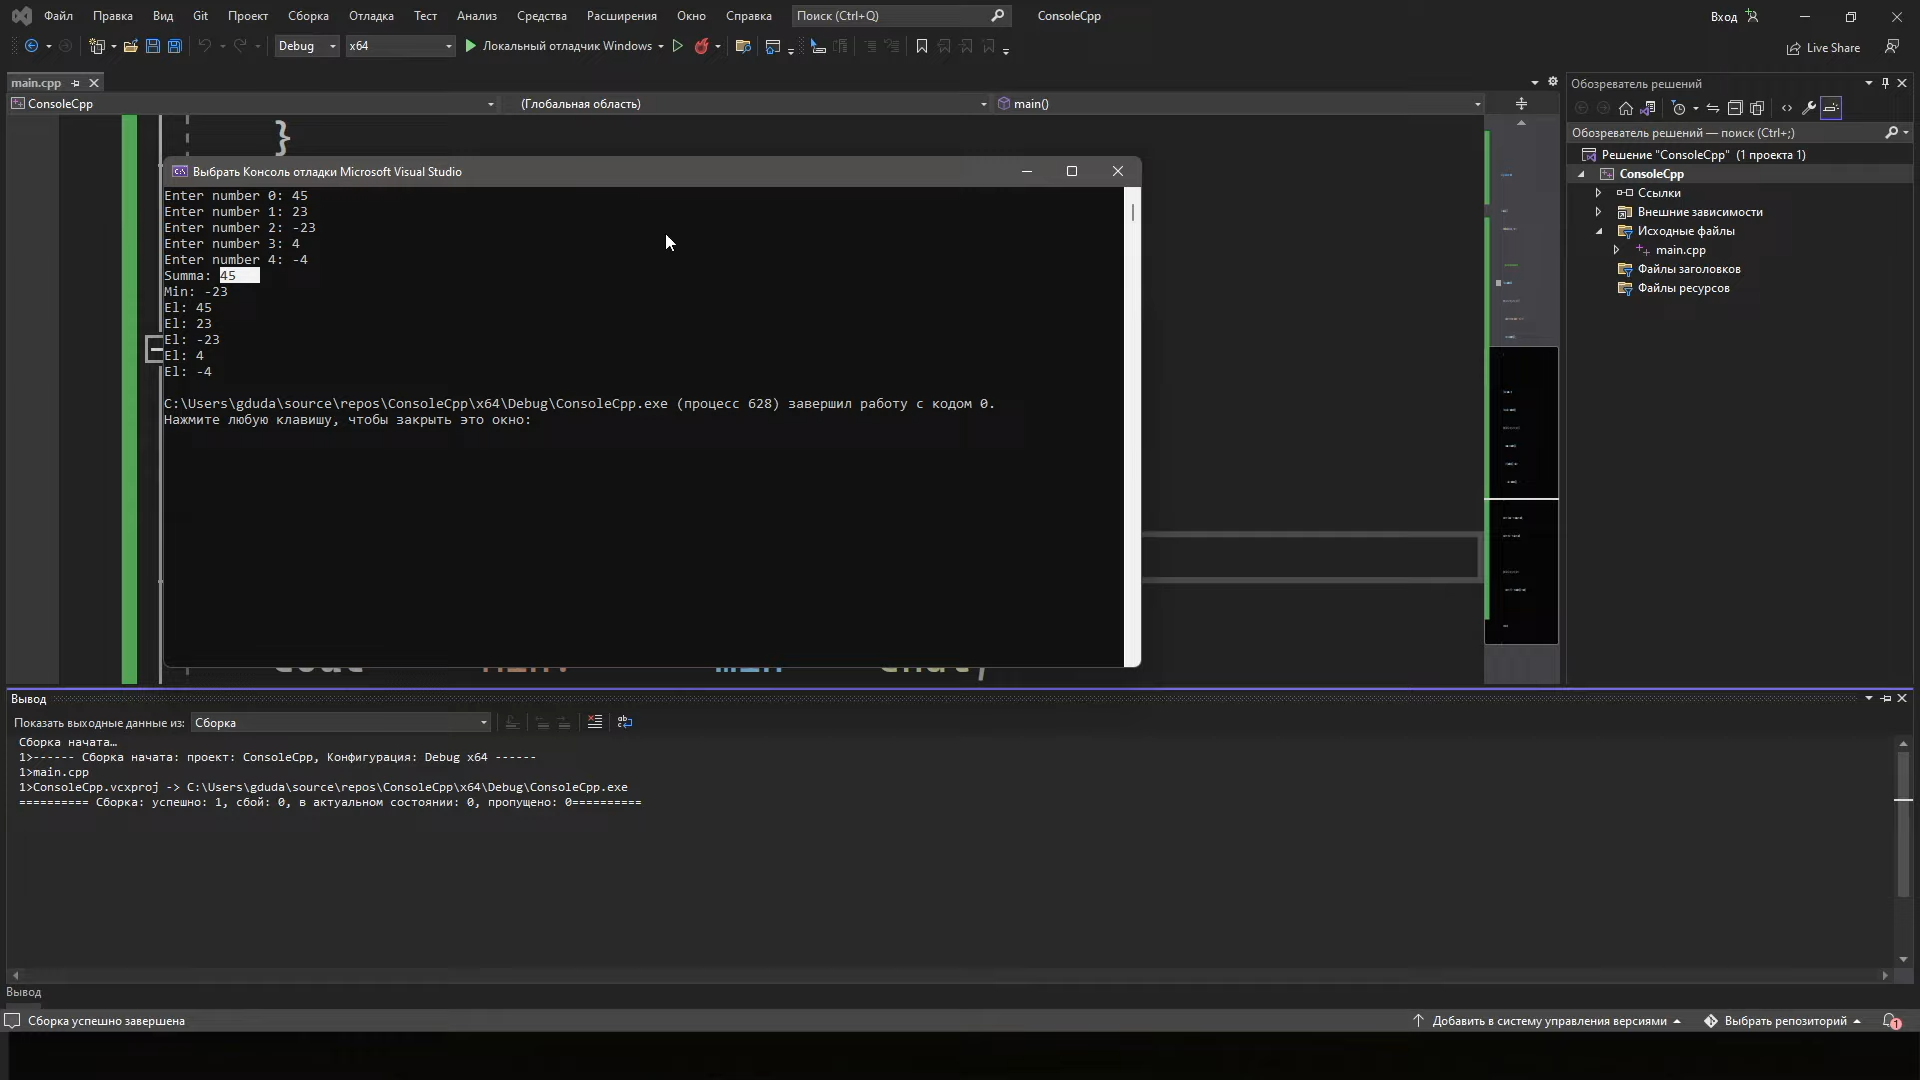 Файл Правка Вид Git Проект Сборка Отладка Тест Анализ Средства Расширения Окно Справка Поиск (Ctrl+Q) ConsoleCpp Вход
Debug x64 Локальный отладчик Windows Live Share
main.cpp
ConsoleCpp (Глобальная область) main()
}
Выбрать Консоль отладки Microsoft Visual Studio
Enter number 0: 45
Enter number 1: 23
Enter number 2: -23
Enter number 3: 4
Enter number 4: -4
Summa: 45
Min: -23
El: 45
El: 23
El: -23
El: 4
El: -4
C:\Users\gduda\source\repos\ConsoleCpp\x64\Debug\ConsoleCpp.exe (процесс 628) завершил работу с кодом 0.
Нажмите любую клавишу, чтобы закрыть это окно:
Обозреватель решений
Обозреватель решений — поиск (Ctrl+;)
Решение "ConsoleCpp" (1 проекта 1)
ConsoleCpp
Ссылки
Внешние зависимости
Исходные файлы
main.cpp
Файлы заголовков
Файлы ресурсов
Вывод
Показать выходные данные из: Сборка
Сборка начата…
1>------ Сборка начата: проект: ConsoleCpp, Конфигурация: Debug x64 ------
1>main.cpp
1>ConsoleCpp.vcxproj -> C:\Users\gduda\source\repos\ConsoleCpp\x64\Debug\ConsoleCpp.exe
========== Сборка: успешно: 1, сбой: 0, в актуальном состоянии: 0, пропущено: 0==========
Вывод
Сборка успешно завершена Добавить в систему управления версиями Выбрать репозиторий 1